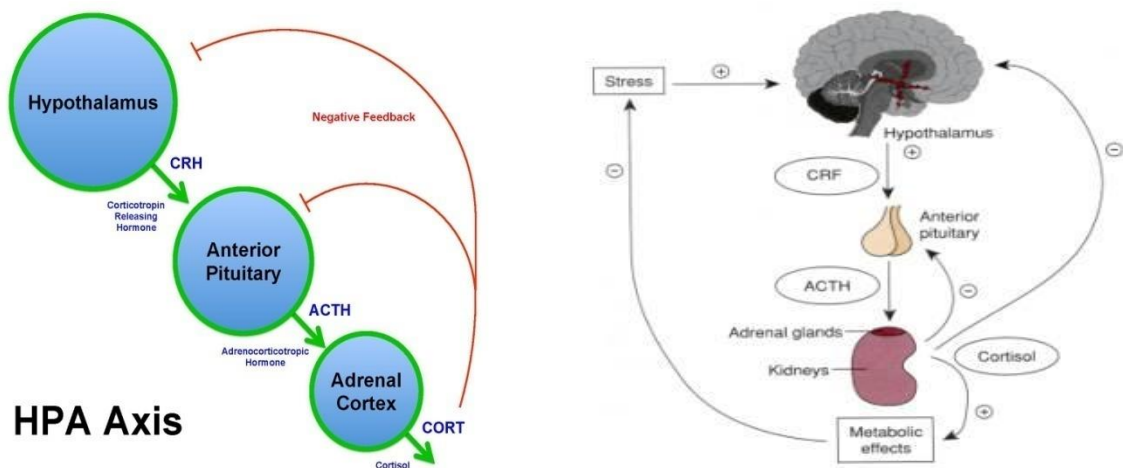 Hypothalamus
Negative Feedback
CRH
Corticotropin
Releasing
Hormone
Anterior
Pituitary
ACTH
Adrenocorticotropic
Hormone
Adrenal
Cortex
CORT
Cortisol
HPA Axis
Stress
+
Hypothalamus
+
CRF
Anterior
pituitary
ACTH
Adrenal glands
Kidneys
Cortisol
Metabolic
effects
+
−
−
−